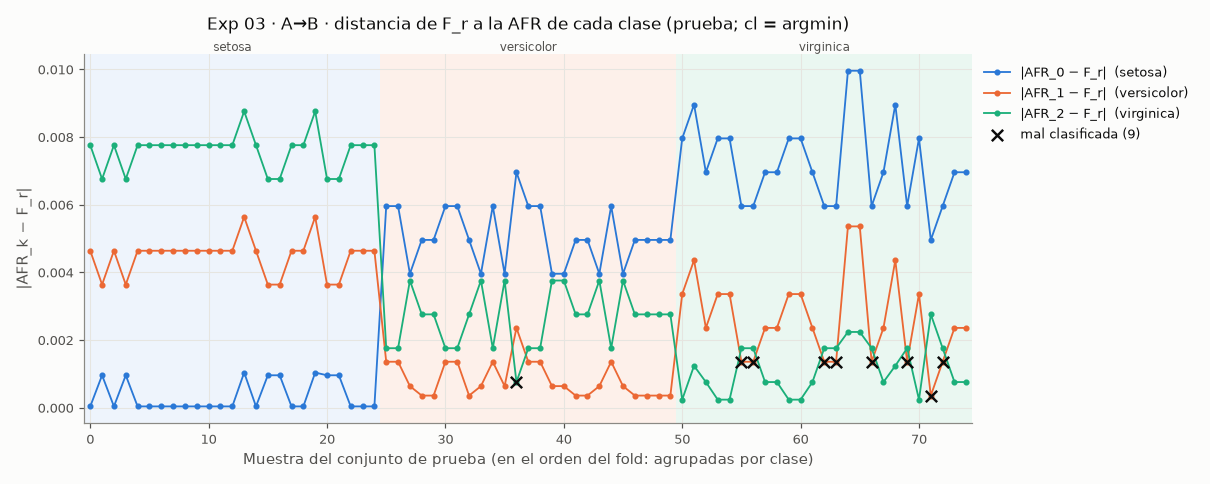 Exp 03 · A→B · distancia de F_r a la AFR de cada clase (prueba; cl = argmin)
setosa versicolor virginica
|AFR_0 − F_r| (setosa)
|AFR_1 − F_r| (versicolor)
|AFR_2 − F_r| (virginica)
mal clasificada (9)
|AFR_k − F_r|
0.010
0.008
0.006
0.004
0.002
0.000
0 10 20 30 40 50 60 70
Muestra del conjunto de prueba (en el orden del fold: agrupadas por clase)